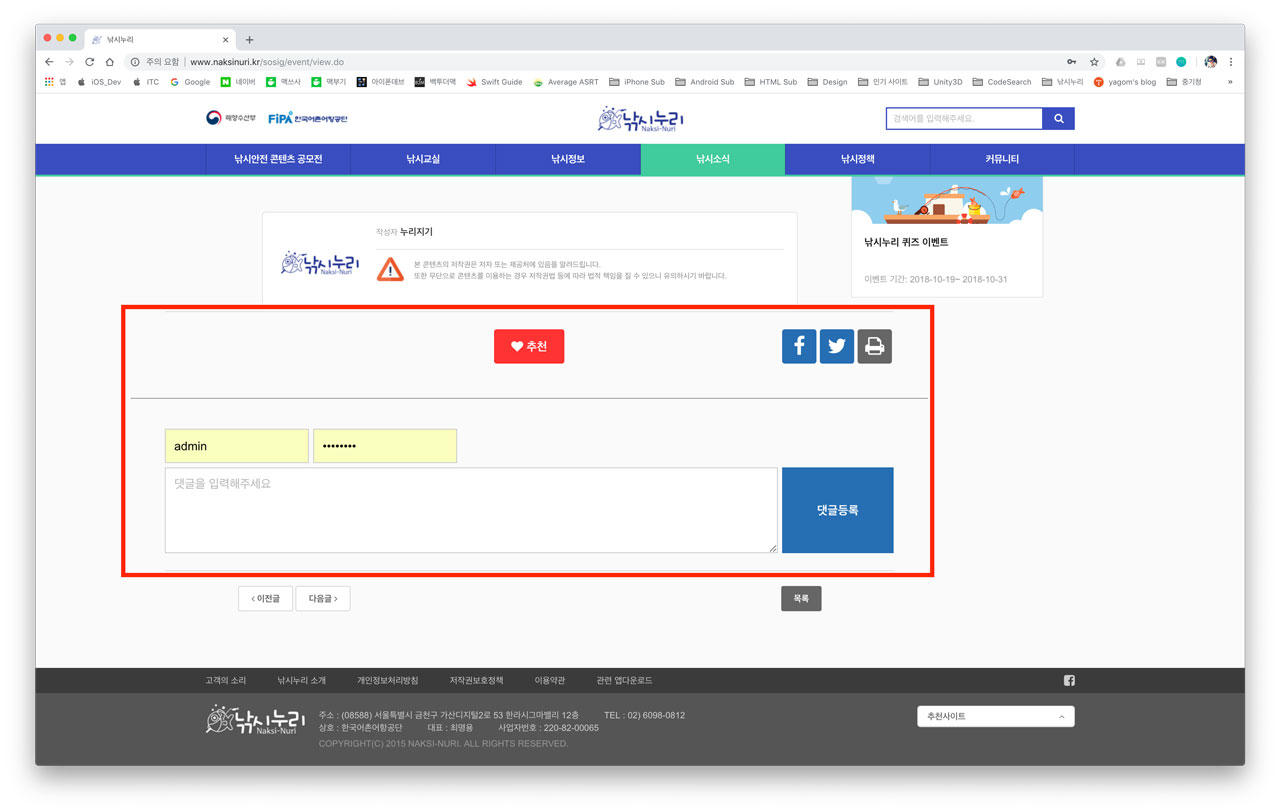 낚시누리
주의 요함 | www.naksinuri.kr/sosig/event/view.do
앱 iOS_Dev ITC Google 네이버 맥쓰사 맥부기 아이폰데브 백투더맥 Swift Guide Average ASRT iPhone Sub Android Sub HTML Sub Design 인기 사이트 Unity3D CodeSearch 낚시누리 yagom's blog 중기청 »
해양수산부 FiPA 한국어촌어항공단 낚시누리 Naksi-Nuri 검색어를 입력해주세요.
낚시안전 콘텐츠 공모전 낚시교실 낚시정보 낚시소식 낚시정책 커뮤니티
작성자 누리지기
낚시누리 Naksi-Nuri
본 콘텐츠의 저작권은 저자 또는 제공처에 있음을 알려드립니다.
또한 무단으로 콘텐츠를 이용하는 경우 저작권법 등에 따라 법적 책임을 질 수 있으니 유의하시기 바랍니다.
낚시누리 퀴즈 이벤트
이벤트 기간: 2018-10-19~ 2018-10-31
추천
admin ••••••••
댓글을 입력해주세요
댓글등록
< 이전글 다음글 > 목록
고객의 소리 낚시누리 소개 개인정보처리방침 저작권보호정책 이용약관 관련 앱다운로드
낚시누리 Naksi-Nuri
주소 : (08588) 서울특별시 금천구 가산디지털2로 53 한라시그마밸리 12층 TEL : 02) 6098-0812
상호 : 한국어촌어항공단 대표 : 최명용 사업자번호 : 220-82-00065
COPYRIGHT(C) 2015 NAKSI-NURI. ALL RIGHTS RESERVED.
추천사이트